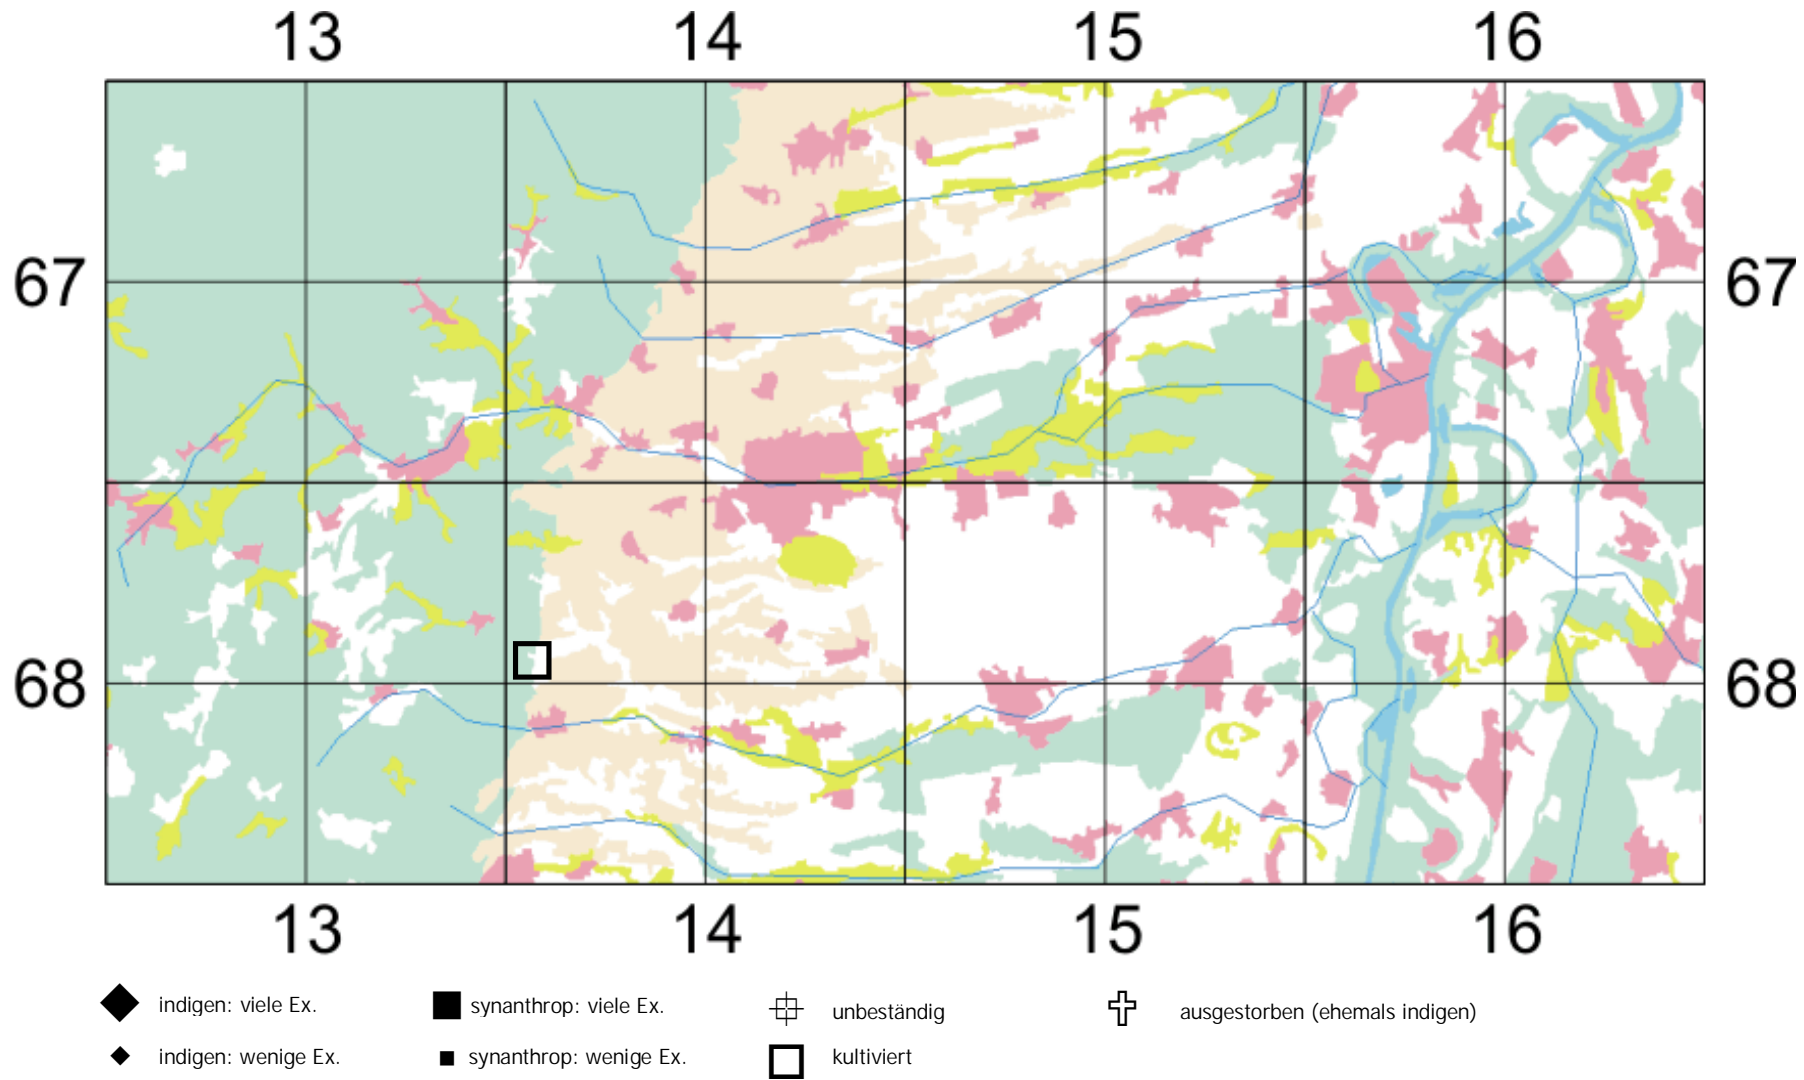 13 14 15 16
67 67
68 68
13 14 15 16
indigen: viele Ex. synanthrop: viele Ex. unbeständig ausgestorben (ehemals indigen)
indigen: wenige Ex. synanthrop: wenige Ex. kultiviert